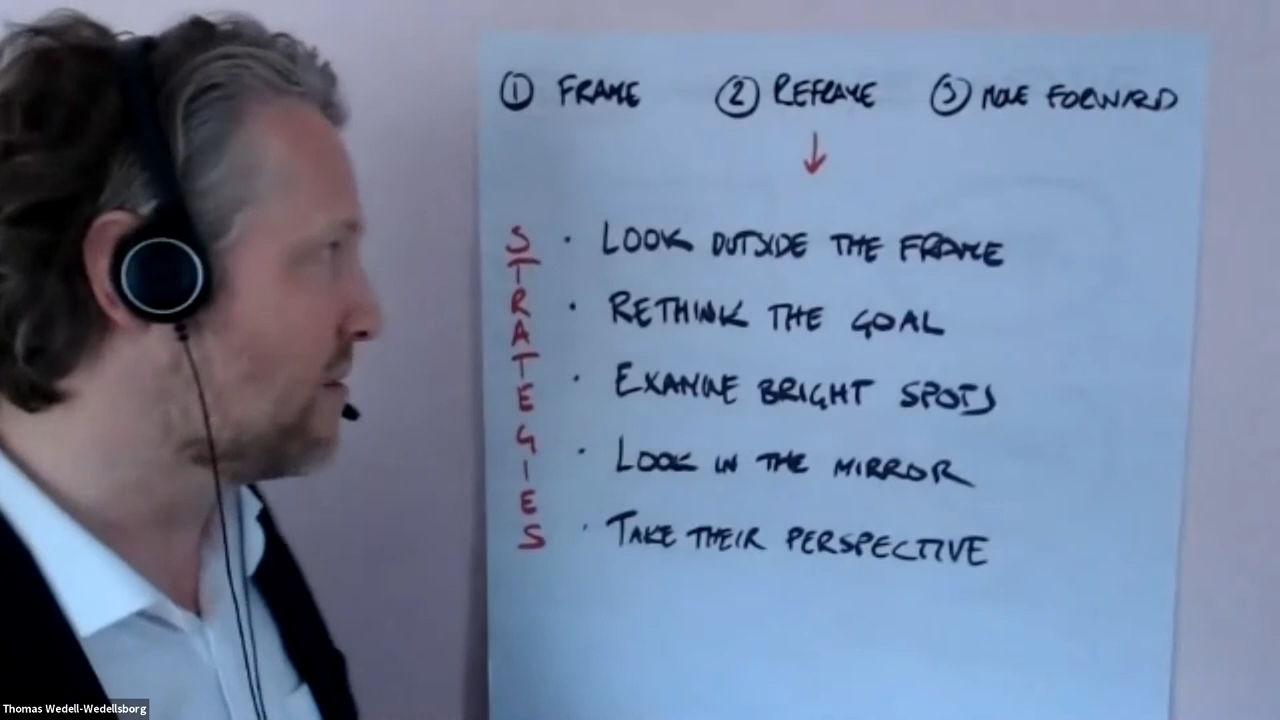 ① FRAME ② REFRAME ③ MOVE FORWARD
↓
STRATEGIES
· LOOK OUTSIDE THE FRAME
· RETHINK THE GOAL
· EXAMINE BRIGHT SPOTS
· LOOK IN THE MIRROR
· TAKE THEIR PERSPECTIVE
Thomas Wedell-Wedellsborg